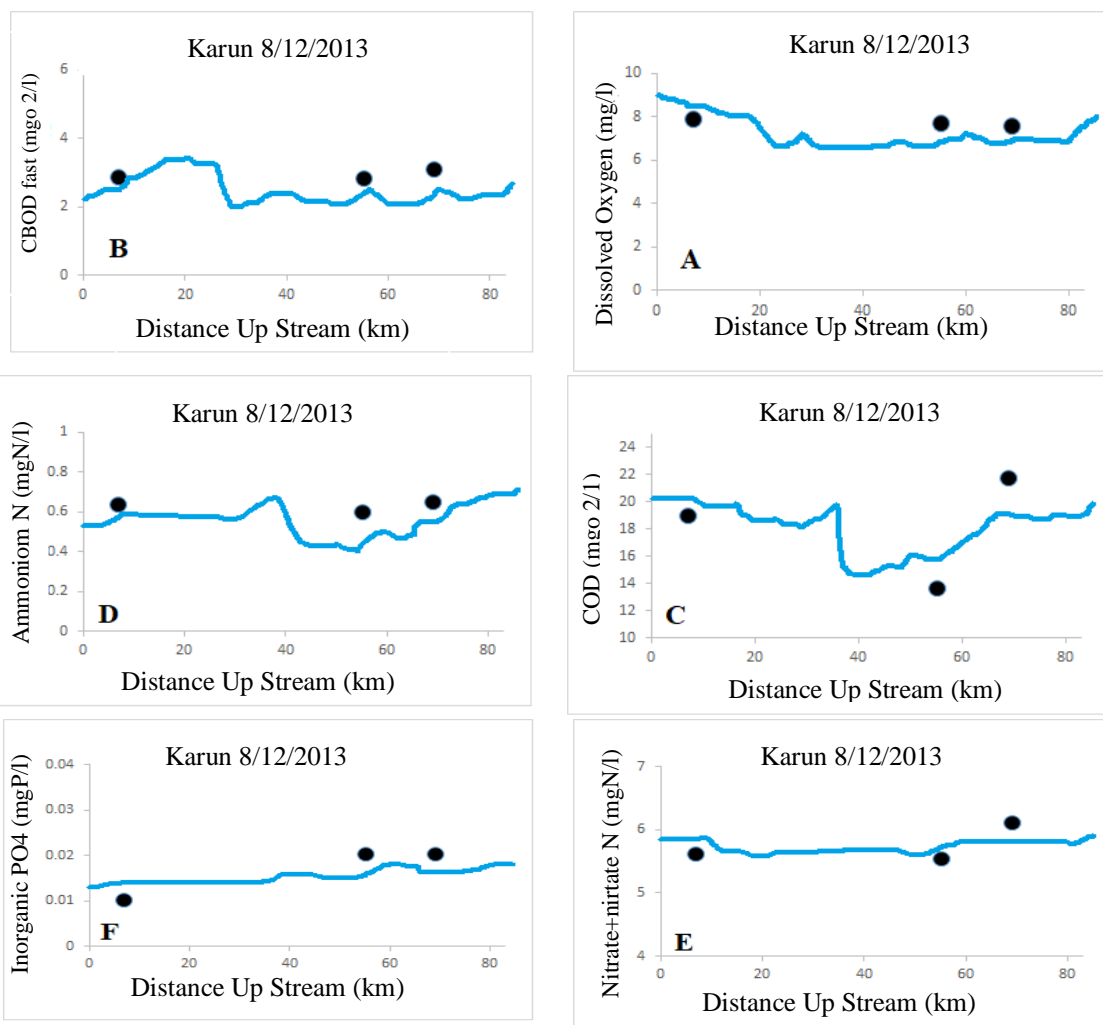 Karun 8/12/2013
CBOD fast (mgo 2/l)
6
4
2
0
B
0 20 40 60 80
Distance Up Stream (km)
Karun 8/12/2013
Dissolved Oxygen (mg/l)
10
8
6
4
2
0
A
0 20 40 60 80
Distance Up Stream (km)
Karun 8/12/2013
Ammoniom N (mgN/l)
1
0.8
0.6
0.4
0.2
0
D
0 20 40 60 80
Distance Up Stream (km)
Karun 8/12/2013
COD (mgo 2/1)
24
22
20
18
16
14
12
10
C
0 20 40 60 80
Distance Up Stream (km)
Karun 8/12/2013
Inorganic PO4 (mgP/l)
0.04
0.03
0.02
0.01
0
F
0 20 40 60 80
Distance Up Stream (km)
Karun 8/12/2013
Nitrate+nirtate N (mgN/l)
7
6
5
4
E
0 20 40 60 80
Distance Up Stream (km)